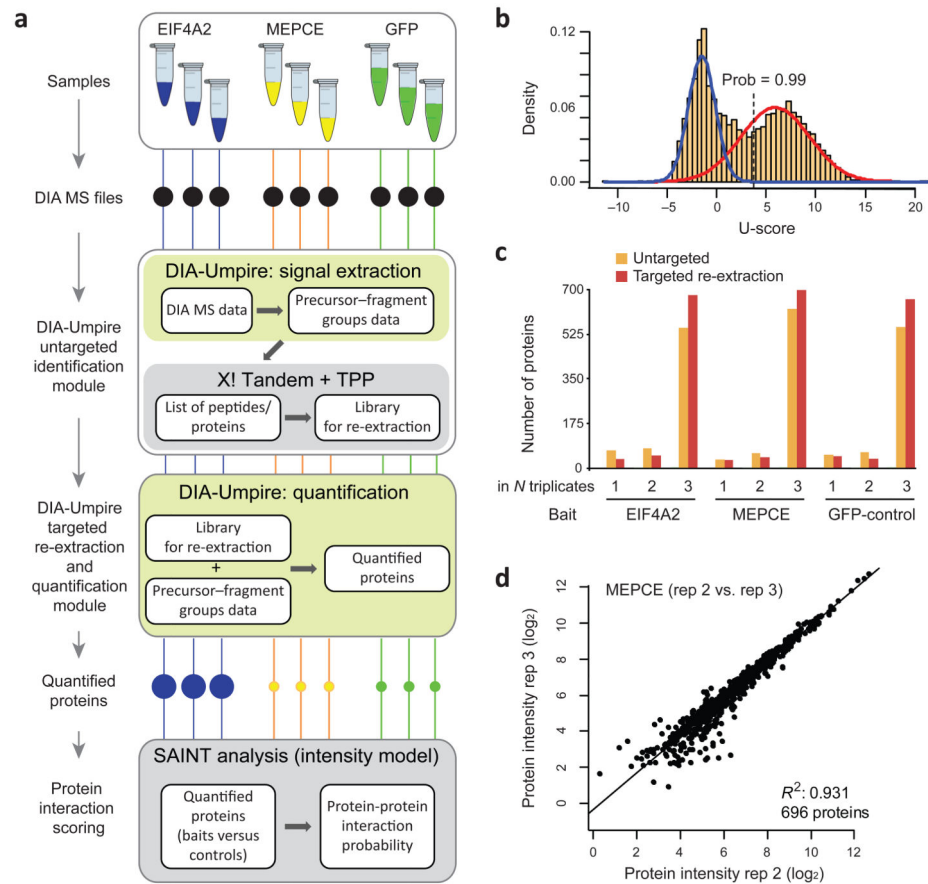 a
EIF4A2
MEPCE
GFP
Samples
DIA MS files
DIA-Umpire
untargeted
identification
module
DIA-Umpire: signal extraction
DIA MS data
Precursor–fragment
groups data
X! Tandem + TPP
List of peptides/
proteins
Library
for re-extraction
DIA-Umpire
targeted
re-extraction
and
quantification
module
DIA-Umpire: quantification
Library
for re-extraction
+
Precursor–fragment
groups data
Quantified
proteins
Quantified
proteins
Protein
interaction
scoring
SAINT analysis (intensity model)
Quantified
proteins
(baits versus
controls)
Protein-protein
interaction
probability
b
Density
0.12
0.06
0.00
Prob = 0.99
−10 −5 0 5 10 15 20
U-score
c
Untargeted
Targeted re-extraction
Number of proteins
700
525
350
175
0
in N triplicates 1 2 3 1 2 3 1 2 3
Bait EIF4A2 MEPCE GFP-control
d
MEPCE (rep 2 vs. rep 3)
Protein intensity rep 3 (log₂)
12
10
8
6
4
2
0
R²: 0.931
696 proteins
0 2 4 6 8 10 12
Protein intensity rep 2 (log₂)